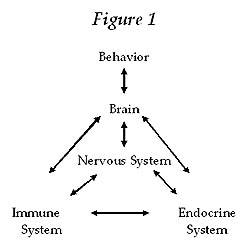 Figure 1
Behavior
Brain
Nervous System
Immune
System
Endocrine
System